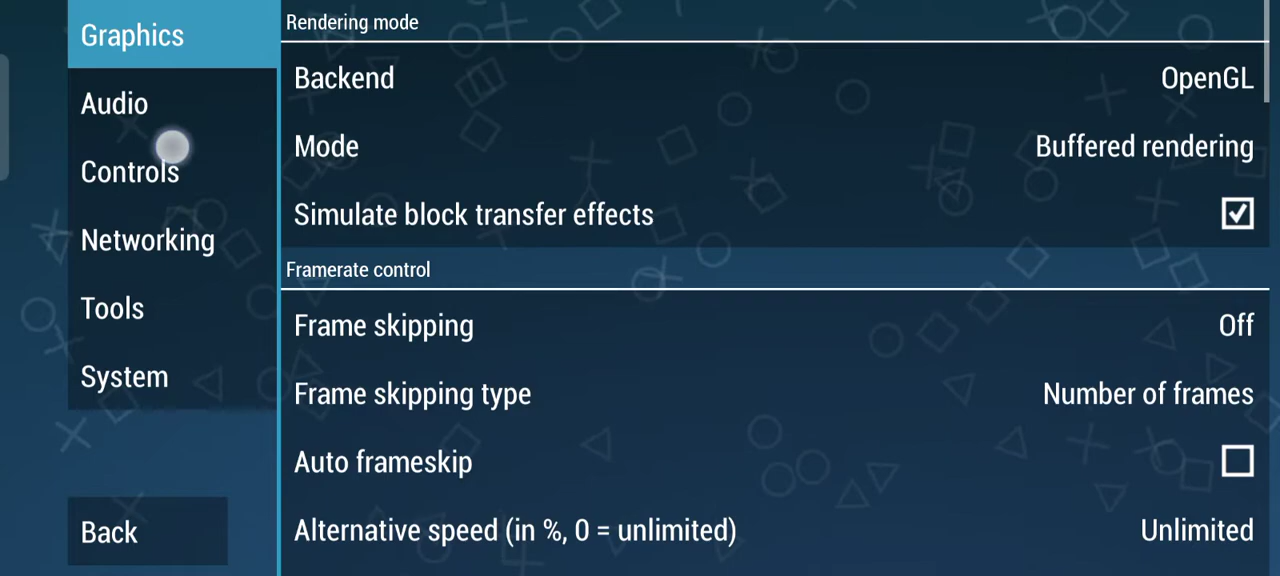 Graphics
Audio
Controls
Networking
Tools
System
Back
Rendering mode
Backend OpenGL
Mode Buffered rendering
Simulate block transfer effects
Framerate control
Frame skipping Off
Frame skipping type Number of frames
Auto frameskip
Alternative speed (in %, 0 = unlimited) Unlimited